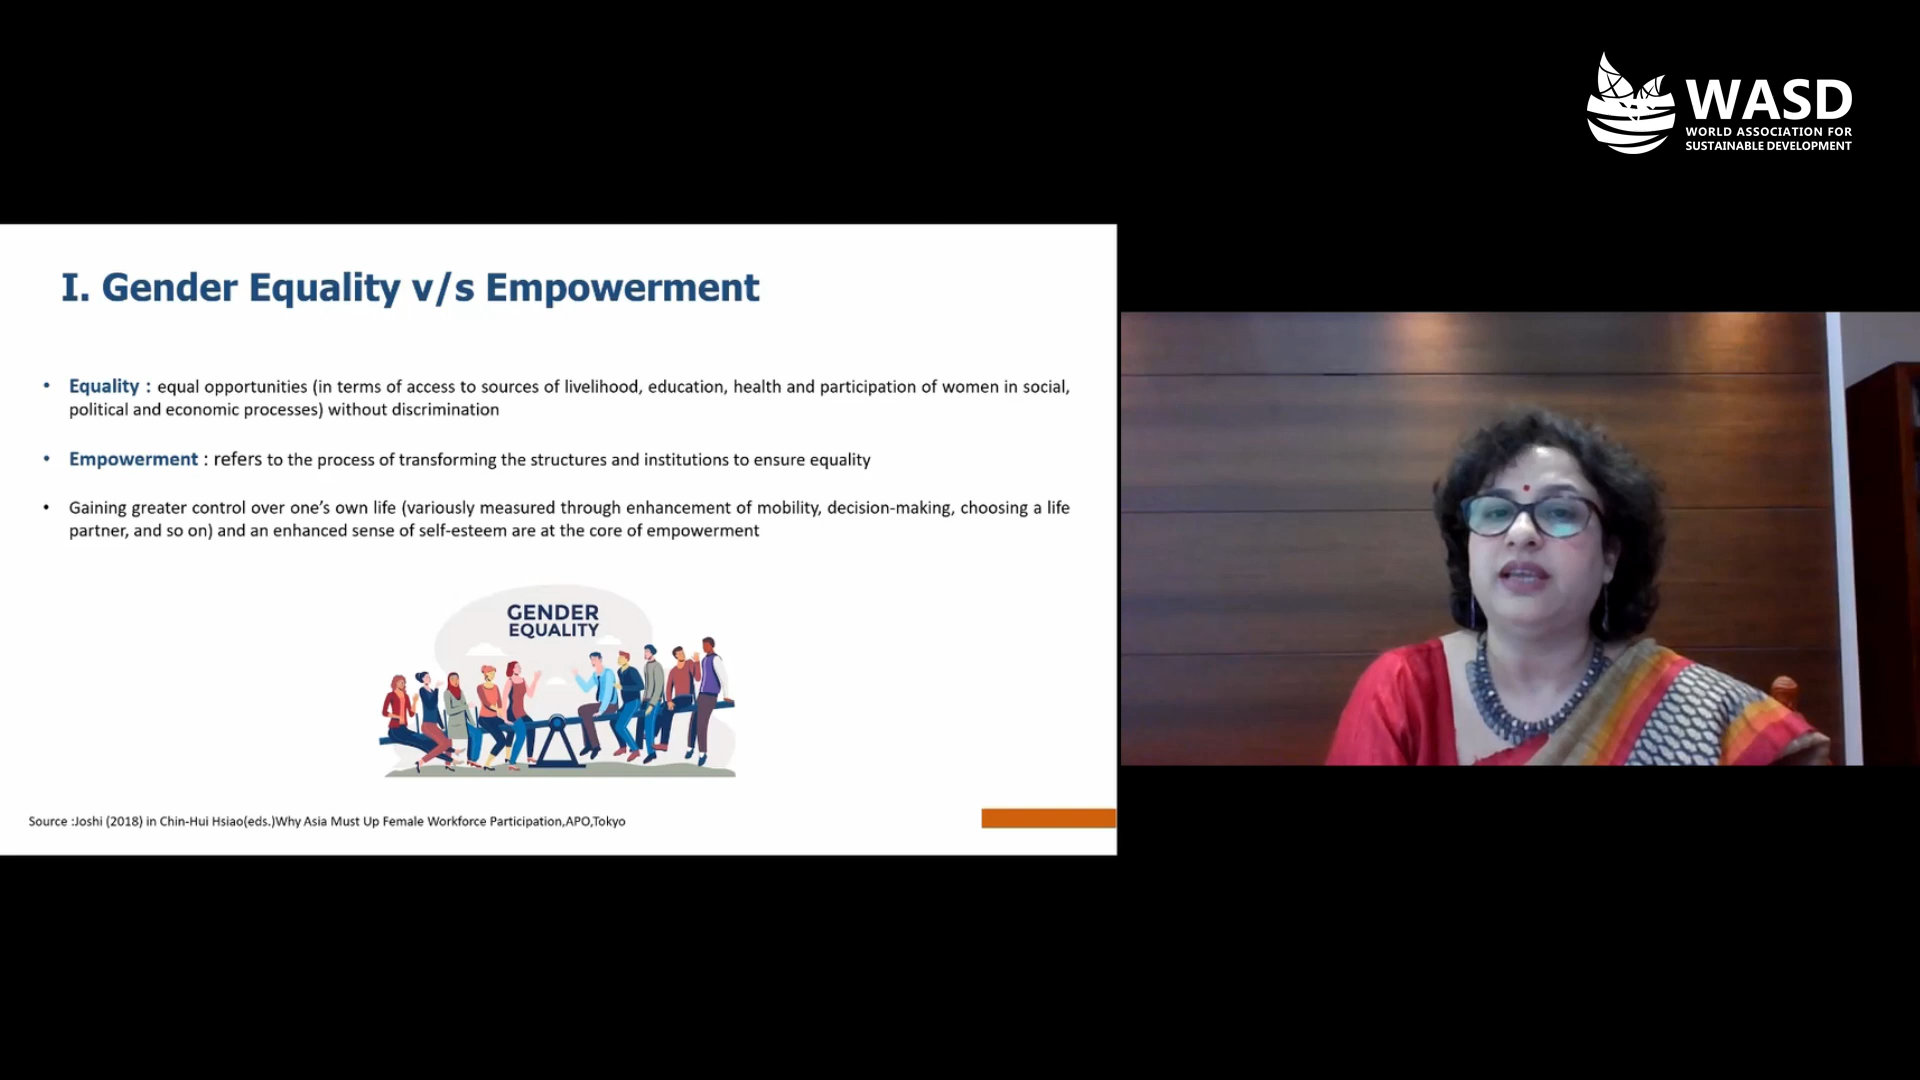 WASD
WORLD ASSOCIATION FOR
SUSTAINABLE DEVELOPMENT
I. Gender Equality v/s Empowerment
• Equality : equal opportunities (in terms of access to sources of livelihood, education, health and participation of women in social,
political and economic processes) without discrimination
• Empowerment : refers to the process of transforming the structures and institutions to ensure equality
• Gaining greater control over one’s own life (variously measured through enhancement of mobility, decision-making, choosing a life
partner, and so on) and an enhanced sense of self-esteem are at the core of empowerment
GENDER
EQUALITY
Source :Joshi (2018) in Chin-Hui Hsiao(eds.)Why Asia Must Up Female Workforce Participation,APO,Tokyo